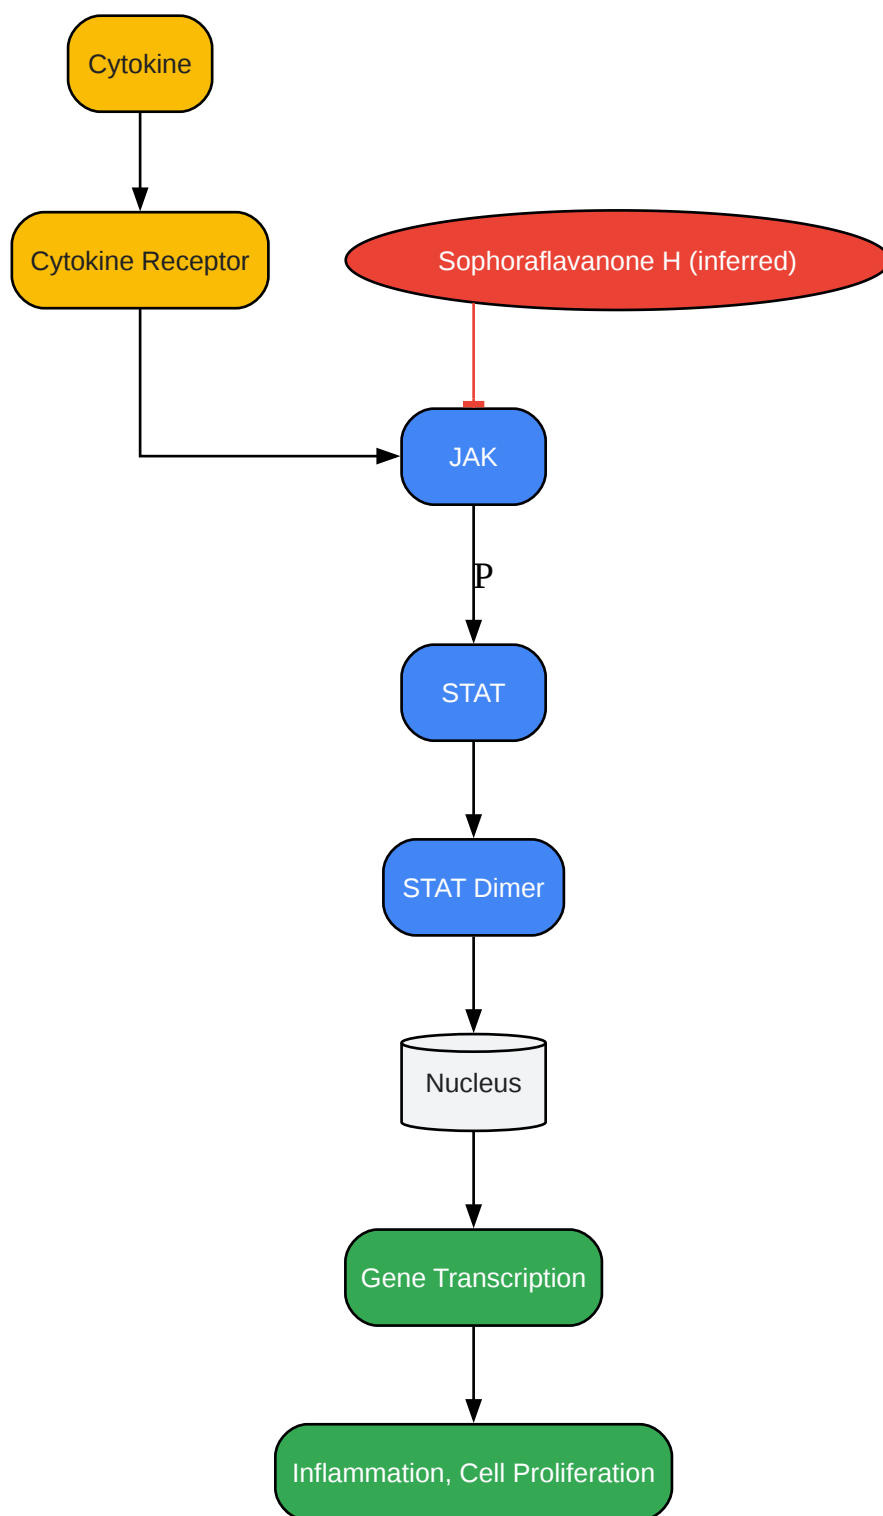 Cytokine
Cytokine Receptor
Sophoraflavanone H (inferred)
JAK
P
STAT
STAT Dimer
Nucleus
Gene Transcription
Inflammation, Cell Proliferation